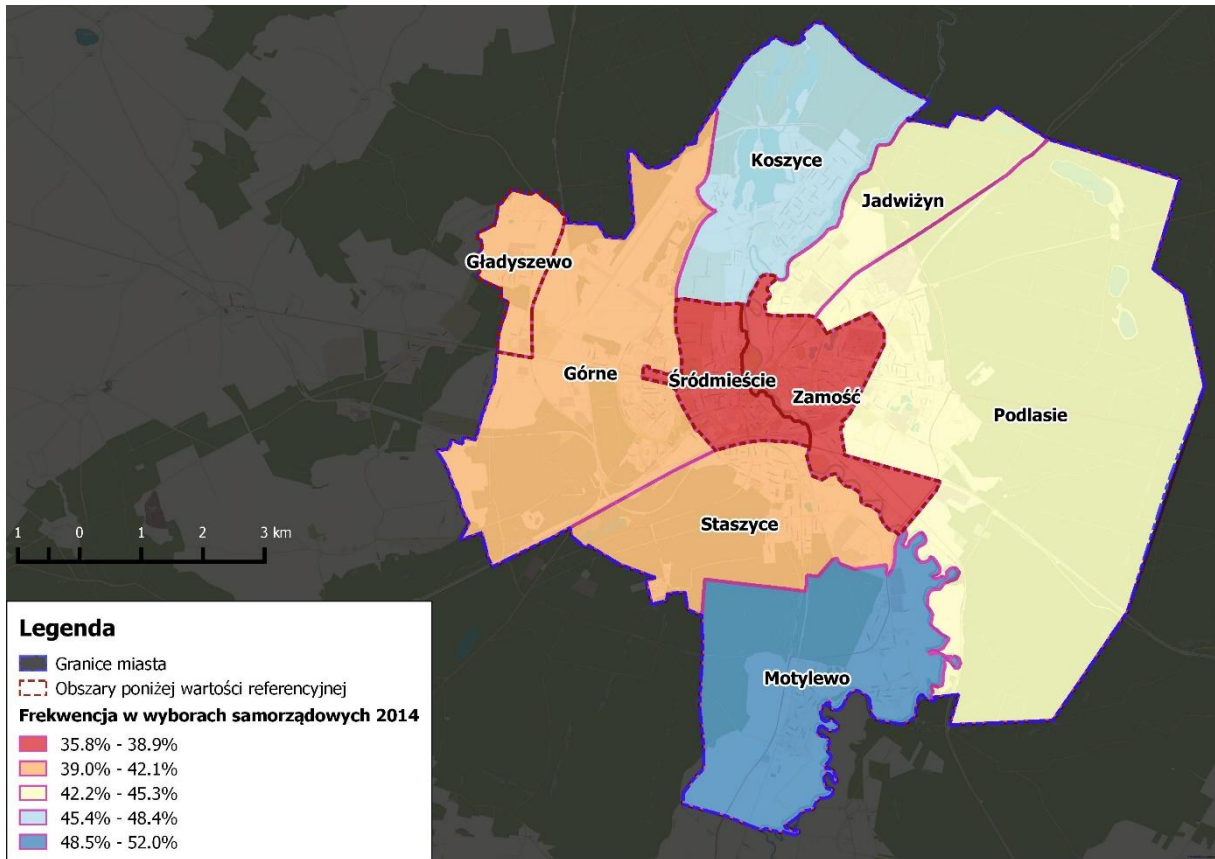 Koszyce
Jadwiżyn
Gładyszewo
Górne
Śródmieście
Zamość
Podlasie
Staszyce
Motylewo
1 0 1 2 3 km
Legenda
Granice miasta
Obszary poniżej wartości referencyjnej
Frekwencja w wyborach samorządowych 2014
35.8% - 38.9%
39.0% - 42.1%
42.2% - 45.3%
45.4% - 48.4%
48.5% - 52.0%